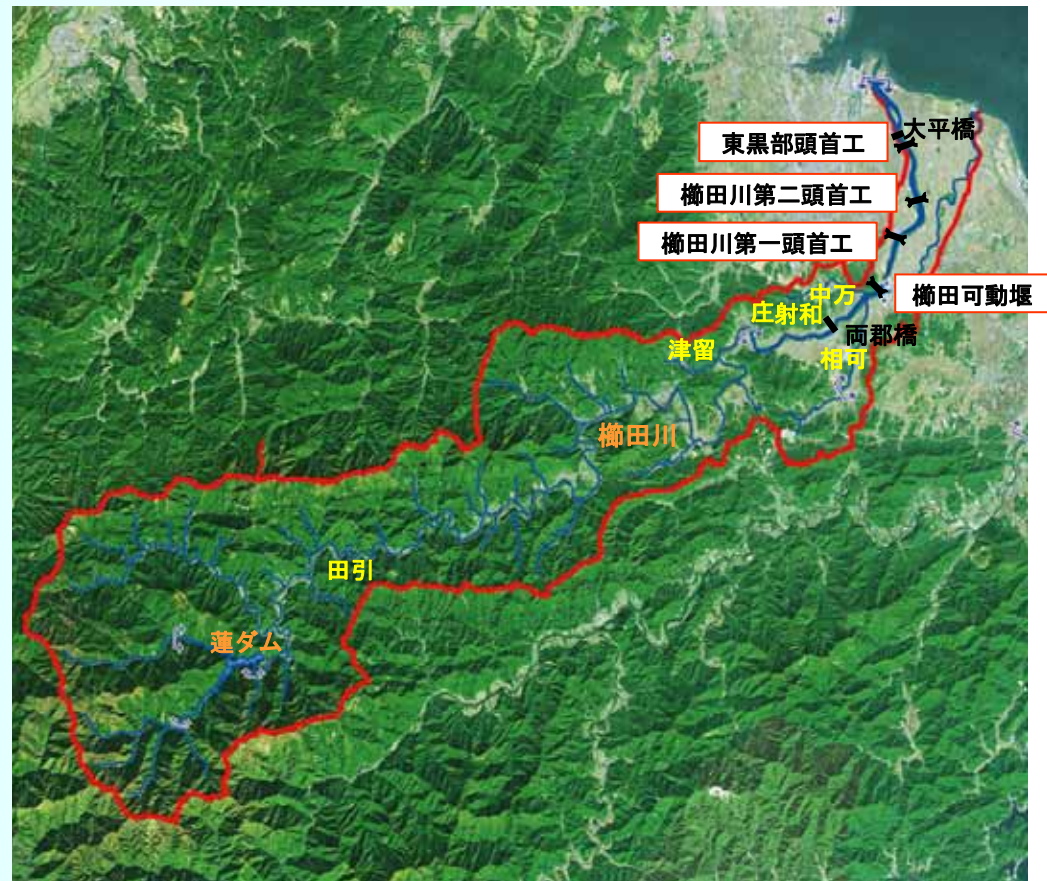 大平橋
東黒部頭首工
櫛田川第二頭首工
櫛田川第一頭首工
櫛田可動堰
中万
庄射和
両郡橋
津留
相可
櫛田川
田引
蓮ダム